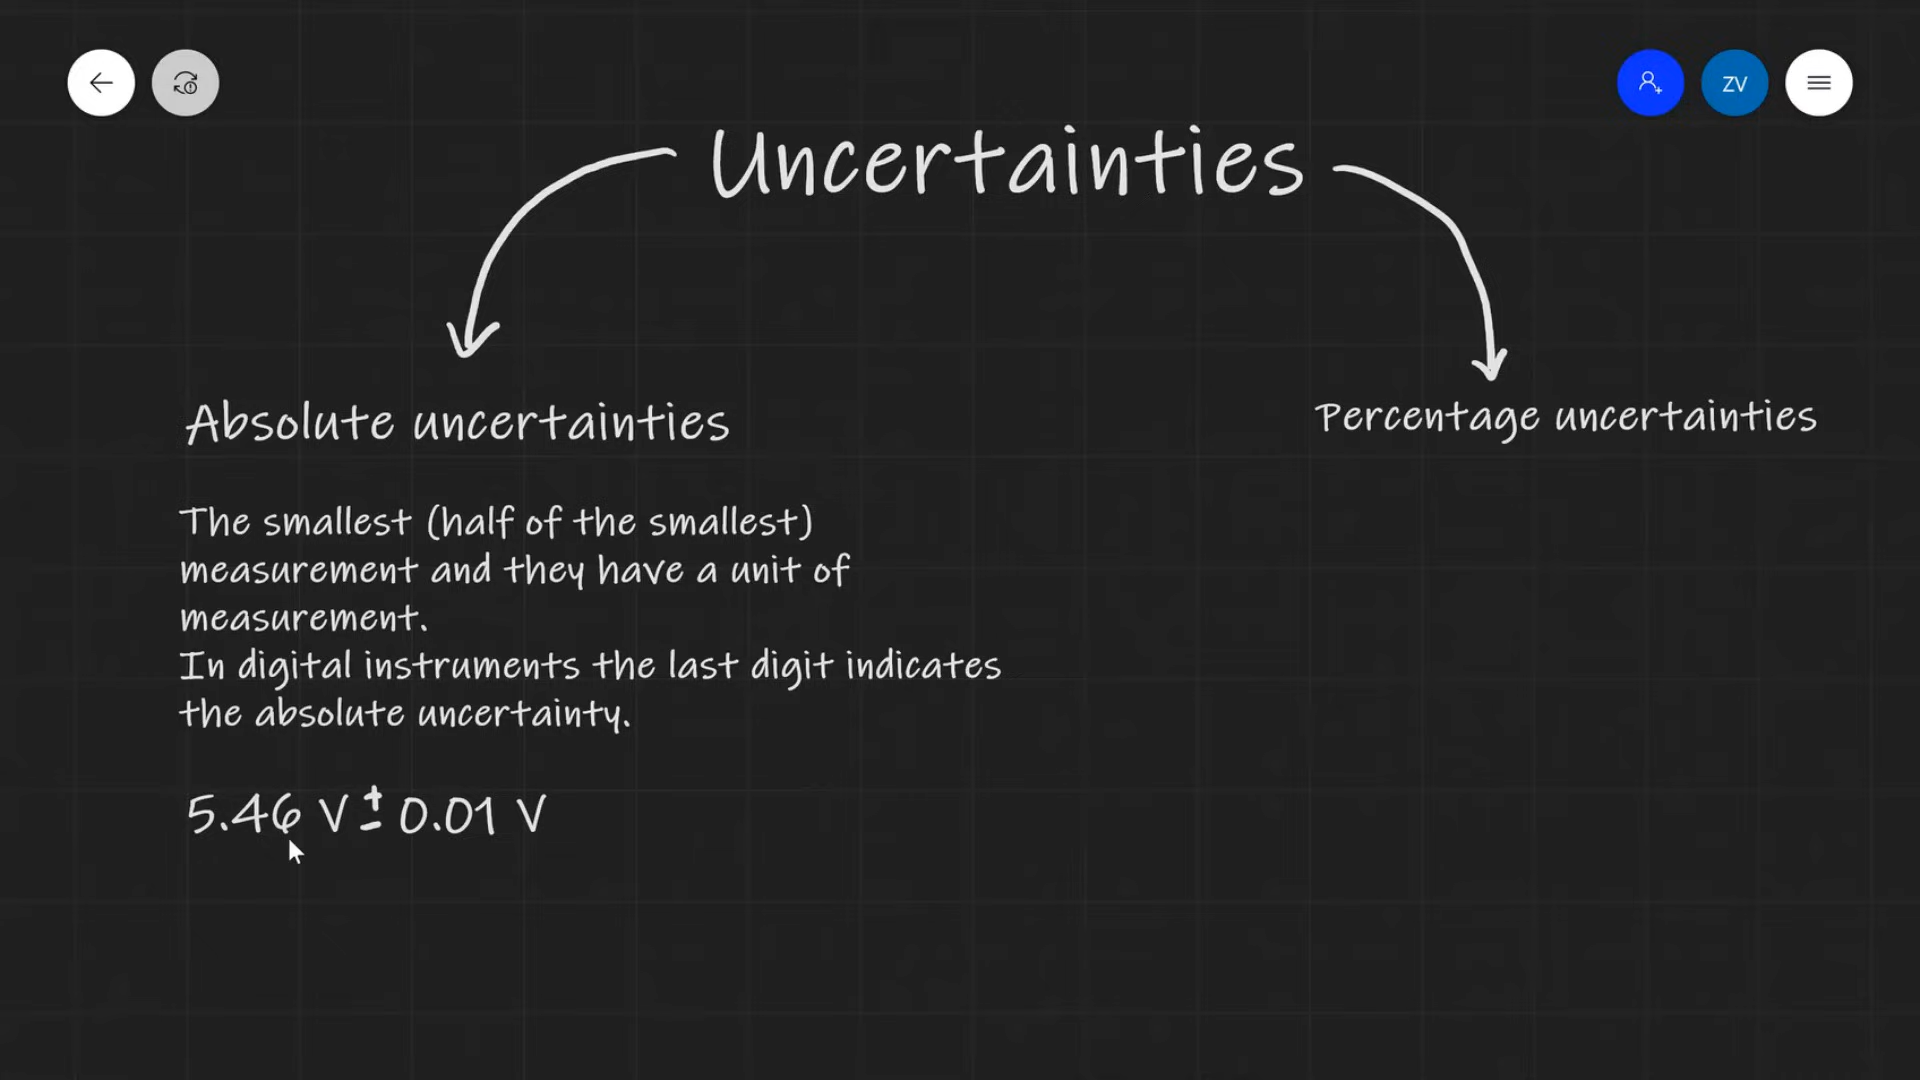 ZV
Uncertainties
Absolute uncertainties
Percentage uncertainties
The smallest (half of the smallest)
measurement and they have a unit of
measurement.
In digital instruments the last digit indicates
the absolute uncertainty.
5.46 V ± 0.01 V